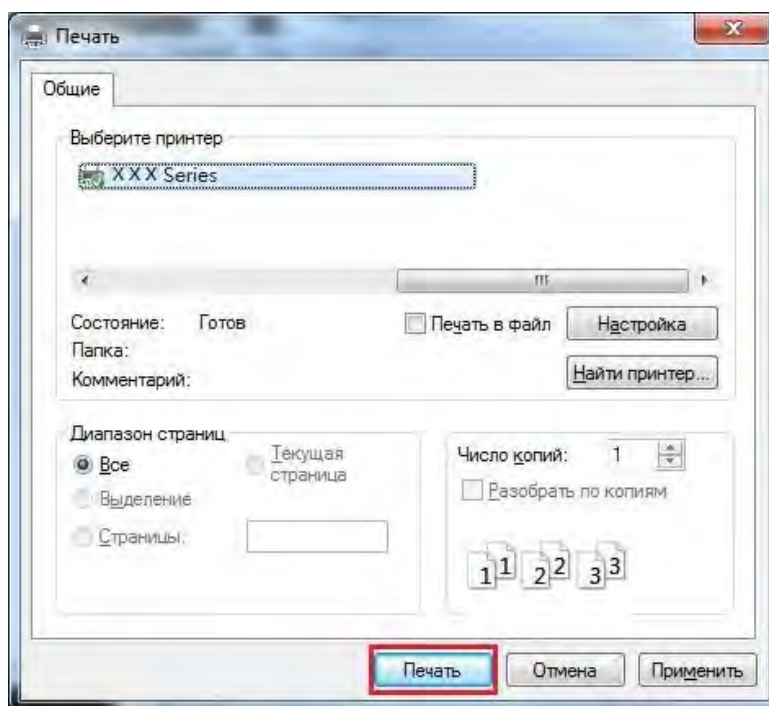 Печать
Общие
Выберите принтер
X X X Series
Состояние: Готов
Печать в файл
Настройка
Папка:
Комментарий:
Найти принтер...
Диапазон страниц
Все
Текущая
страница
Выделение
Страницы:
Число копий: 1
Разобрать по копиям
1 1 2 2 3 3
Печать
Отмена
Применить